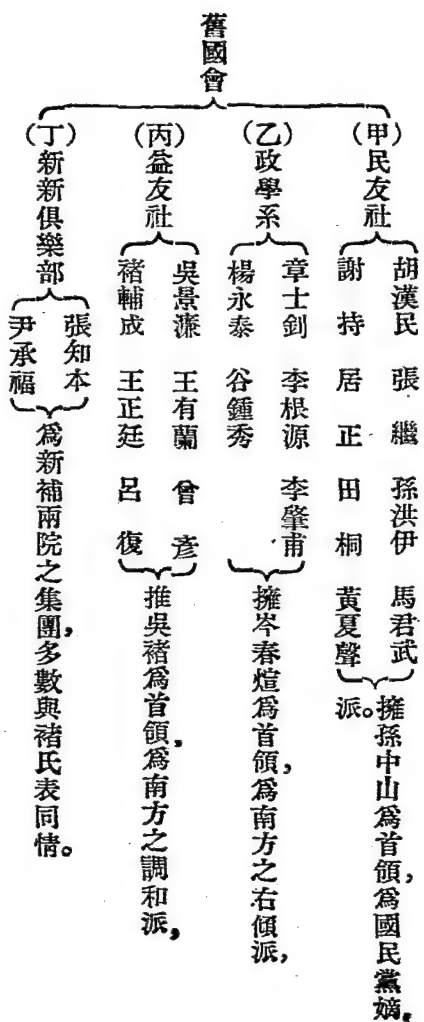 舊國會
(甲)民友社
胡漢民　張　繼　孫洪伊　馬君武
謝　持　居　正　田　桐　黃夏聲
擁孫中山爲首領，爲國民黨嫡
派。
(乙)政學系
章士釗　李根源　李肇甫
楊永泰　谷鍾秀
擁岑春煊爲首領，爲南方之右傾派，
(丙)益友社
吳景濂　王有蘭　曾　彥
褚輔成　王正廷　呂　復
推吳褚爲首領，爲南方之調和派，
(丁)新新俱樂部
張知本
尹承福
爲新補兩院之集團，多數與褚氏表同情。